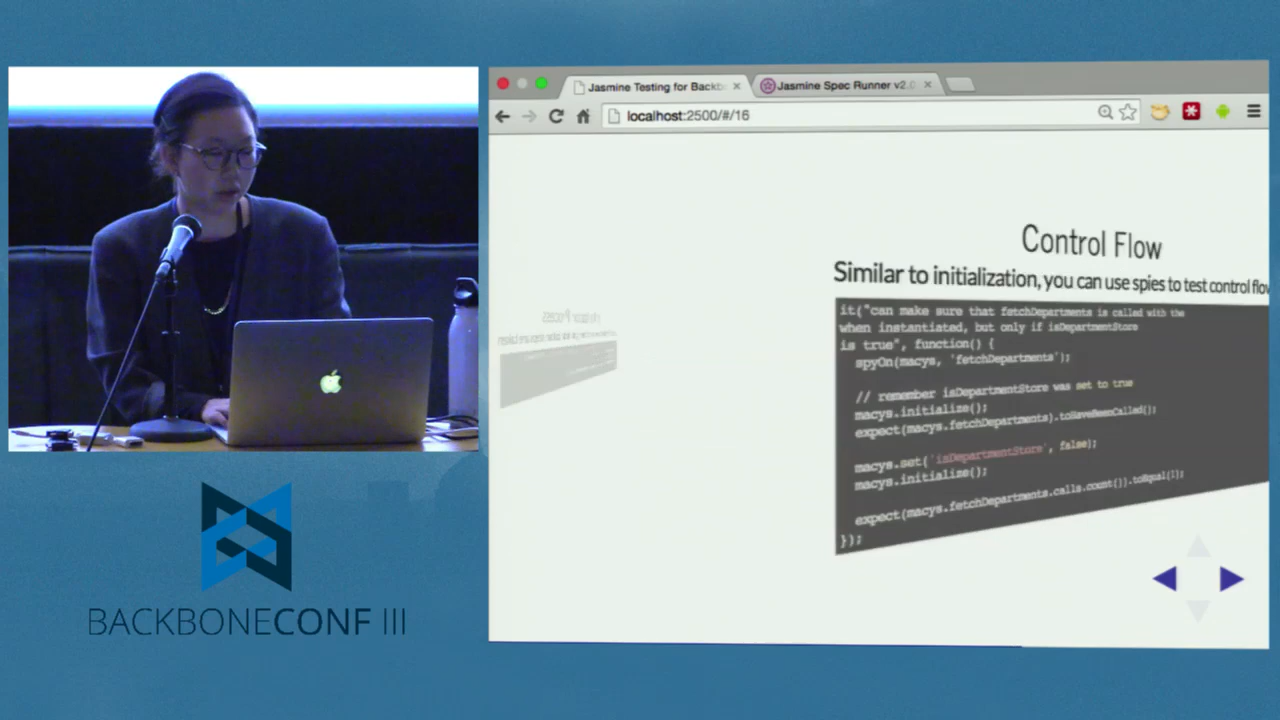 Jasmine Testing for Backb
Jasmine Spec Runner v2.0
localhost:2500/#/16
Control Flow
Similar to initialization, you can use spies to test control flow
it("can make sure that fetchDepartments is called with the
when instantiated, but only if isDepartmentStore
is true", function() {
spyOn(macys, 'fetchDepartments');
// remember isDepartmentStore was set to true
macys.initialize();
expect(macys.fetchDepartments).toHaveBeenCalled();
macys.set('isDepartmentStore', false);
macys.initialize();
expect(macys.fetchDepartments.calls.count()).toEqual(1);
});
BACKBONECONF III